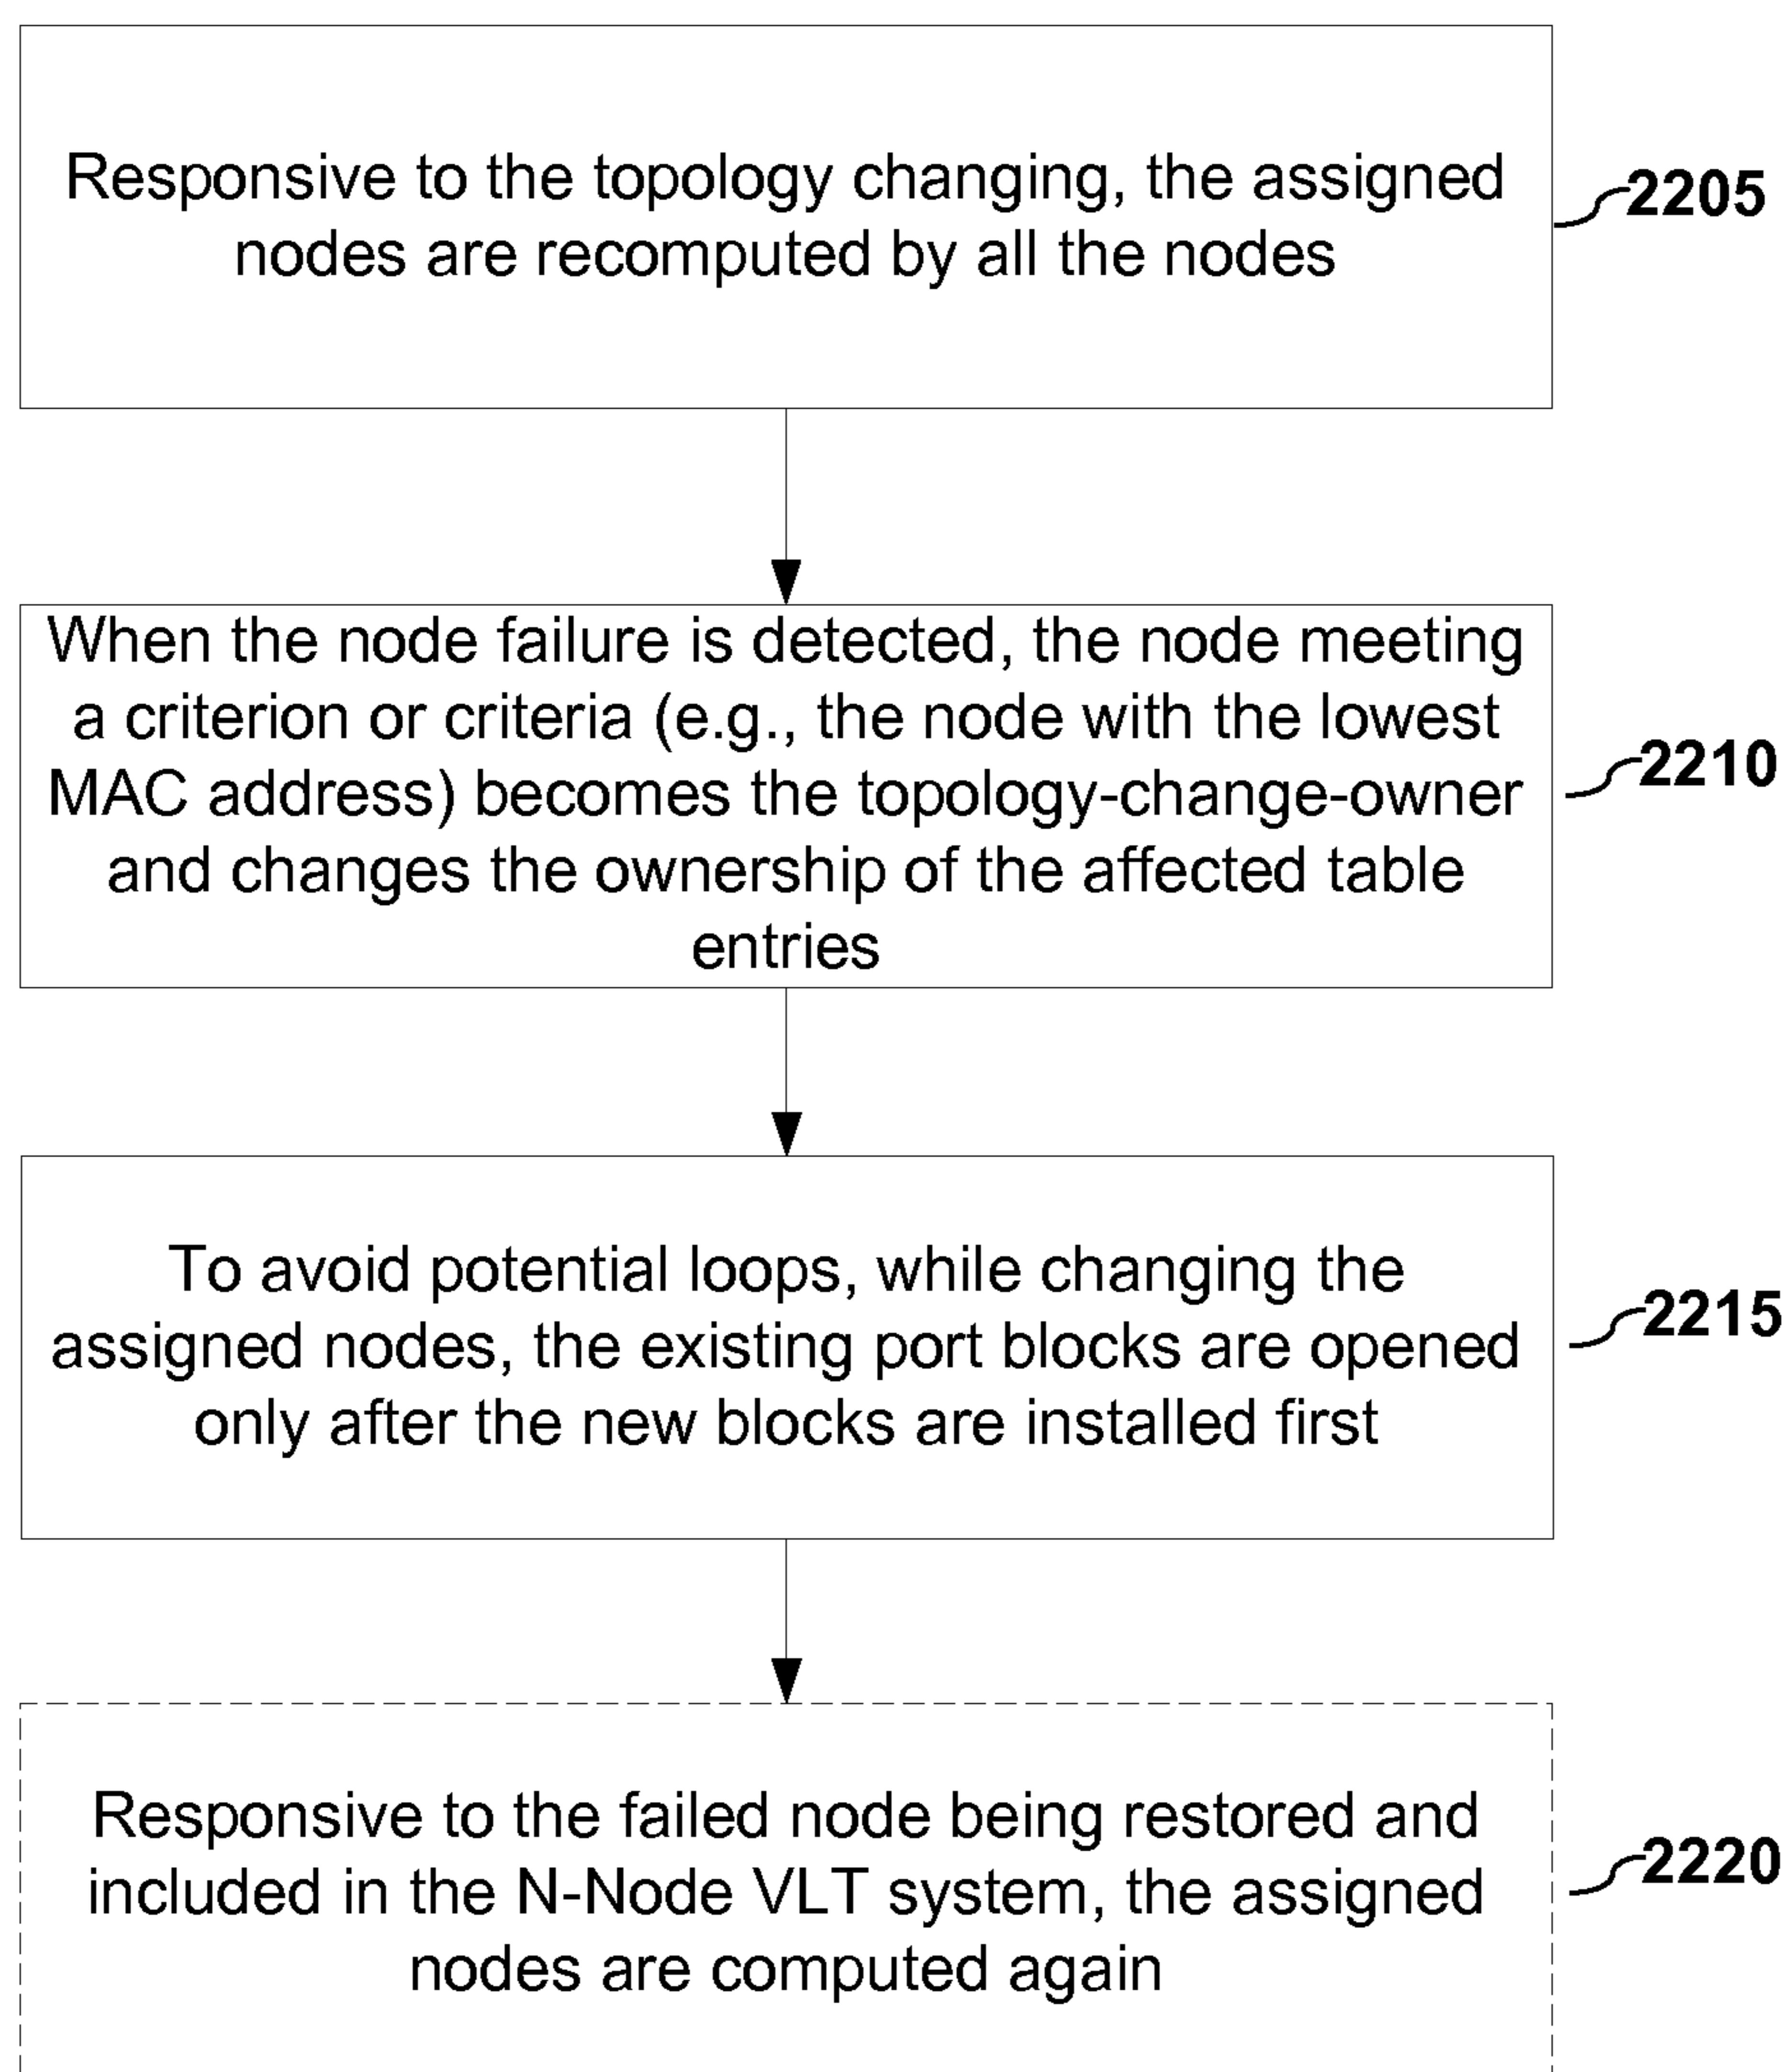 Responsive to the topology changing, the assigned
nodes are recomputed by all the nodes
2205
When the node failure is detected, the node meeting
a criterion or criteria (e.g., the node with the lowest
MAC address) becomes the topology-change-owner
and changes the ownership of the affected table
entries
2210
To avoid potential loops, while changing the
assigned nodes, the existing port blocks are opened
only after the new blocks are installed first
2215
Responsive to the failed node being restored and
included in the N-Node VLT system, the assigned
nodes are computed again
2220